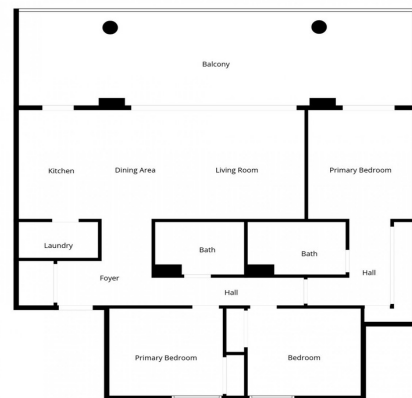 Balcony
Kitchen
Dining Area
Living Room
Primary Bedroom
Laundry
Bath
Bath
Foyer
Hall
Hall
Primary Bedroom
Bedroom